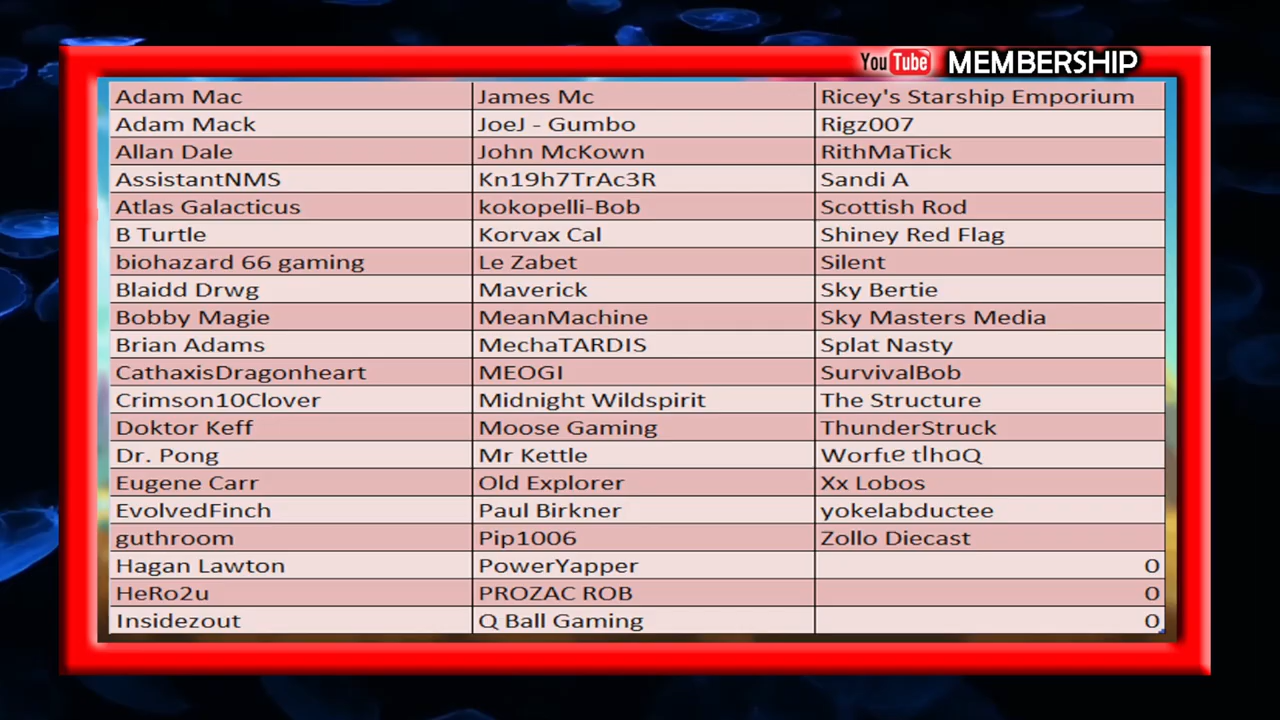 YouTube MEMBERSHIP
Adam Mac James Mc Ricey's Starship Emporium
Adam Mack JoeJ - Gumbo Rigz007
Allan Dale John McKown RithMaTick
AssistantNMS Kn19h7TrAc3R Sandi A
Atlas Galacticus kokopelli-Bob Scottish Rod
B Turtle Korvax Cal Shiney Red Flag
biohazard 66 gaming Le Zabet Silent
Blaidd Drwg Maverick Sky Bertie
Bobby Magie MeanMachine Sky Masters Media
Brian Adams MechaTARDIS Splat Nasty
CathaxisDragonheart MEOGI SurvivalBob
Crimson10Clover Midnight Wildspirit The Structure
Doktor Keff Moose Gaming ThunderStruck
Dr. Pong Mr Kettle Worfɩɐ tlhɑQ
Eugene Carr Old Explorer Xx Lobos
EvolvedFinch Paul Birkner yokelabductee
guthroom Pip1006 Zollo Diecast
Hagan Lawton PowerYapper 0
HeRo2u PROZAC ROB 0
Insidezout Q Ball Gaming 0